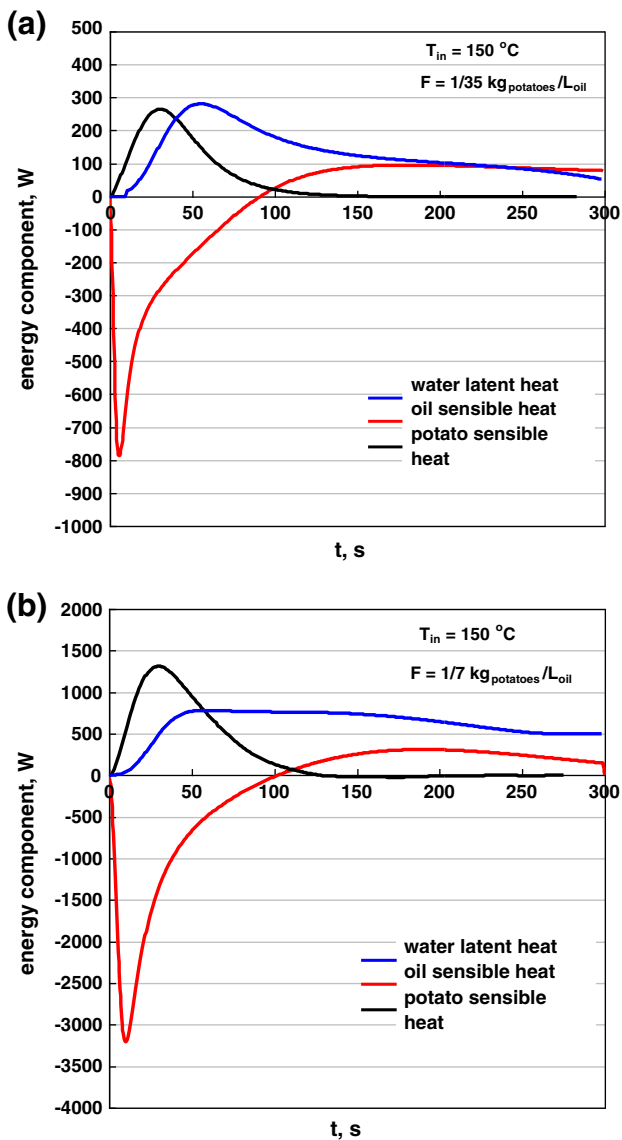 (a)
500
400
300
200
100
0
-100
-200
-300
-400
-500
-600
-700
-800
-900
-1000
energy component, W
T_in = 150 °C
F = 1/35 kg_potatoes/L_oil
0 50 100 150 200 250 300
water latent heat
oil sensible heat
potato sensible
heat
t, s
(b)
2000
1500
1000
500
0
-500
-1000
-1500
-2000
-2500
-3000
-3500
-4000
energy component, W
T_in = 150 °C
F = 1/7 kg_potatoes/L_oil
0 50 100 150 200 250 300
water latent heat
oil sensible heat
potato sensible
heat
t, s